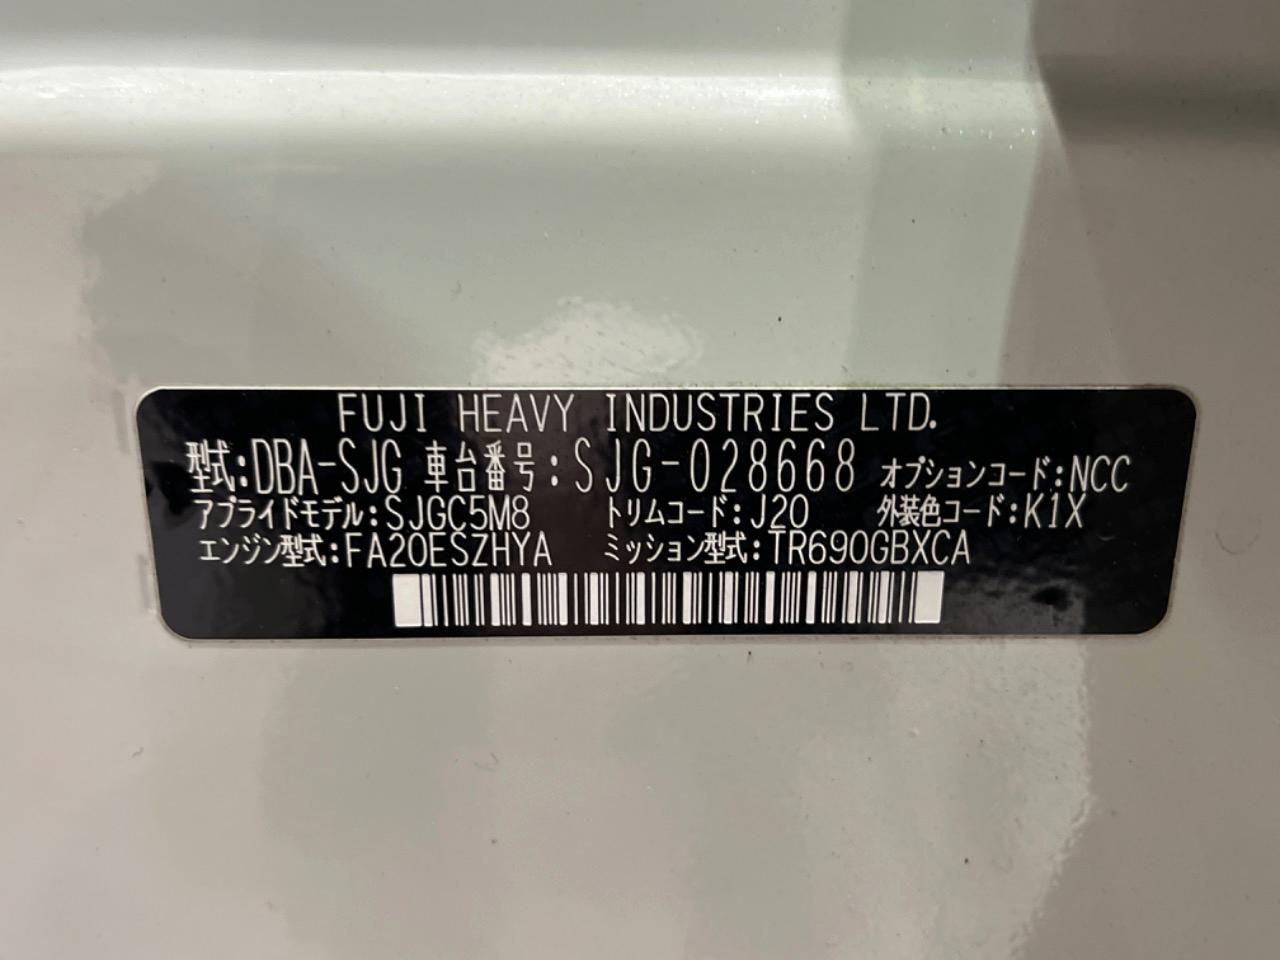 FUJI HEAVY INDUSTRIES LTD.
型式:DBA-SJG 車台番号:SJG-028668 オプションコード:NCC
アプライドモデル:SJGC5M8 トリムコード:J20 外装色コード:K1X
エンジン型式:FA20ESZHYA ミッション型式:TR690GBXCA